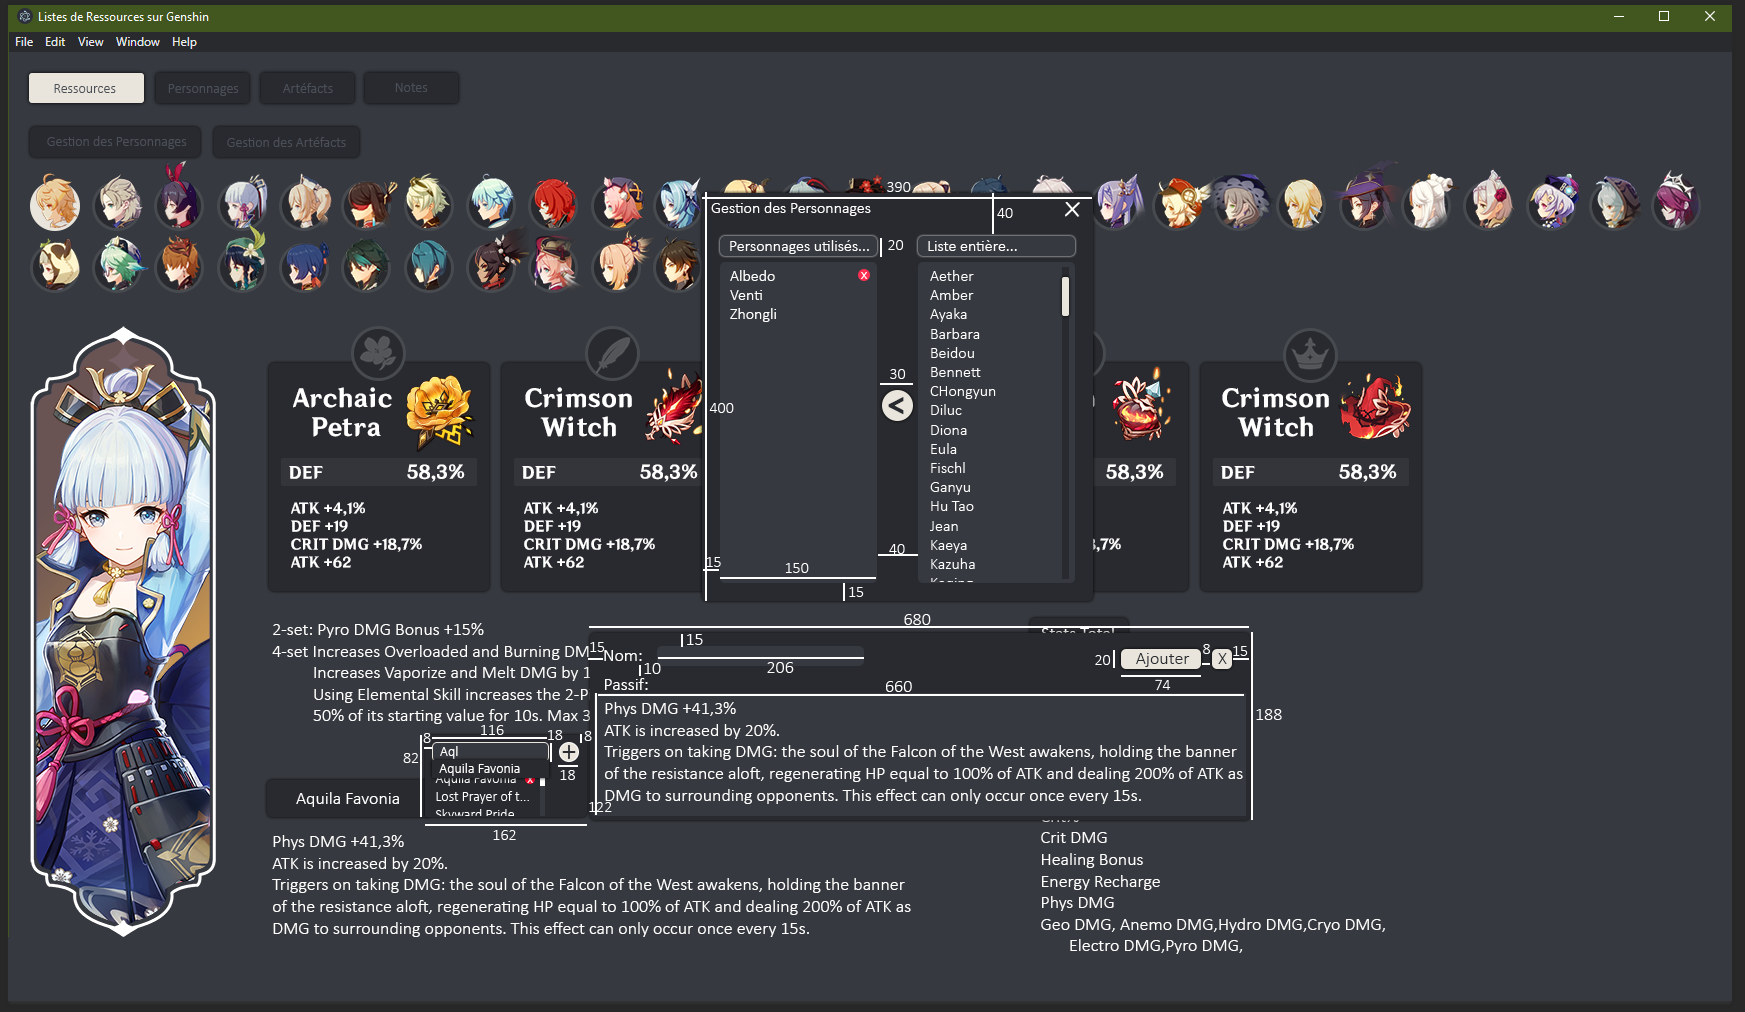 Listes de Ressources sur Genshin
File Edit View Window Help
Ressources Personnages Artéfacts Notes
Gestion des Personnages Gestion des Artéfacts
390
Gestion des Personnages
40
Personnages utilisés... 20 Liste entière...
Albedo x
Venti
Zhongli
Aether
Amber
Ayaka
Barbara
Beidou
Bennett
CHongyun
Diluc
Diona
Eula
Fischl
Ganyu
Hu Tao
Jean
Kaeya
Kazuha
30
<
400
40
15
150
15
Archaic
Petra
DEF 58,3%
ATK +4,1%
DEF +19
CRIT DMG +18,7%
ATK +62
Crimson
Witch
DEF 58,3%
ATK +4,1%
DEF +19
CRIT DMG +18,7%
ATK +62
58,3%
3,7%
Crimson
Witch
DEF 58,3%
ATK +4,1%
DEF +19
CRIT DMG +18,7%
ATK +62
2-set: Pyro DMG Bonus +15%
4-set Increases Overloaded and Burning DM
Increases Vaporize and Melt DMG by 1
Using Elemental Skill increases the 2-P
50% of its starting value for 10s. Max 3
680
Stats Total
15
15 Nom: 20 Ajouter 8 X 15
10 206
74
Passif: 660
188
Phys DMG +41,3%
ATK is increased by 20%.
Triggers on taking DMG: the soul of the Falcon of the West awakens, holding the banner
of the resistance aloft, regenerating HP equal to 100% of ATK and dealing 200% of ATK as
DMG to surrounding opponents. This effect can only occur once every 15s.
122
116
8 18 8
82 Aql
Aquila Favonia 18
Aquila Favonia x
Lost Prayer of t...
Skyward Pride
162
Aquila Favonia
Phys DMG +41,3%
ATK is increased by 20%.
Triggers on taking DMG: the soul of the Falcon of the West awakens, holding the banner
of the resistance aloft, regenerating HP equal to 100% of ATK and dealing 200% of ATK as
DMG to surrounding opponents. This effect can only occur once every 15s.
Crit DMG
Healing Bonus
Energy Recharge
Phys DMG
Geo DMG, Anemo DMG,Hydro DMG,Cryo DMG,
Electro DMG,Pyro DMG,